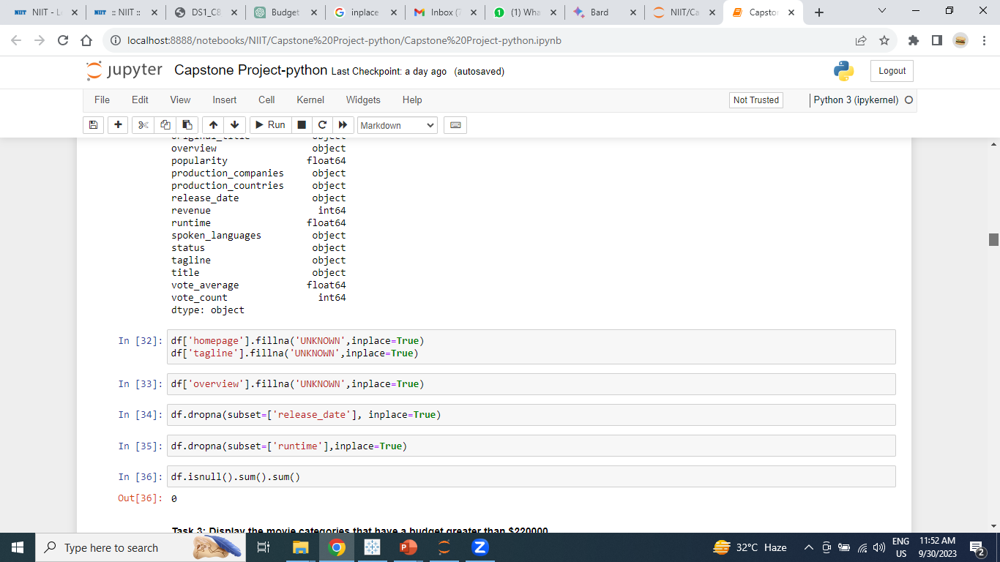 NIIT - L
NIIT :: NIIT ::
DS1_C8
Budget
inplace
Inbox (7
(1) Wha
Bard
NIIT/Ca
Capsto
localhost:8888/notebooks/NIIT/Capstone%20Project-python/Capstone%20Project-python.ipynb
jupyter Capstone Project-python Last Checkpoint: a day ago (autosaved)
Logout
File Edit View Insert Cell Kernel Widgets Help
Not Trusted
Python 3 (ipykernel)
Run
Markdown
original_title object
overview object
popularity float64
production_companies object
production_countries object
release_date object
revenue int64
runtime float64
spoken_languages object
status object
tagline object
title object
vote_average float64
vote_count int64
dtype: object
In [32]: df['homepage'].fillna('UNKNOWN',inplace=True)
df['tagline'].fillna('UNKNOWN',inplace=True)
In [33]: df['overview'].fillna('UNKNOWN',inplace=True)
In [34]: df.dropna(subset=['release_date'], inplace=True)
In [35]: df.dropna(subset=['runtime'],inplace=True)
In [36]: df.isnull().sum().sum()
Out[36]: 0
Task 3: Display the movie categories that have a budget greater than $220000
Type here to search
32°C Haze
ENG
US
11:52 AM
9/30/2023
2